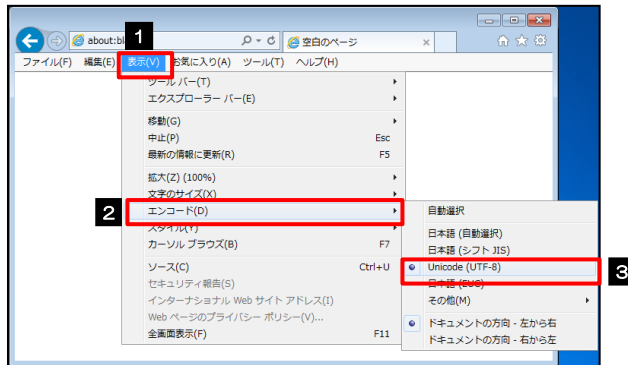 1
about:bl
空白のページ
ファイル(F) 編集(E) 表示(V) お気に入り(A) ツール(T) ヘルプ(H)
ツール バー(T)
エクスプローラー バー(E)
移動(G)
中止(P) Esc
最新の情報に更新(R) F5
拡大(Z) (100%)
文字のサイズ(X)
2
エンコード(D)
スタイル(Y)
カーソル ブラウズ(B) F7
ソース(C) Ctrl+U
セキュリティ報告(S)
インターナショナル Web サイト アドレス(I)
Web ページのプライバシー ポリシー(V)...
全画面表示(F) F11
自動選択
日本語 (自動選択)
日本語 (シフト JIS)
Unicode (UTF-8)
3
日本語 (EUC)
その他(M)
ドキュメントの方向 - 左から右
ドキュメントの方向 - 右から左